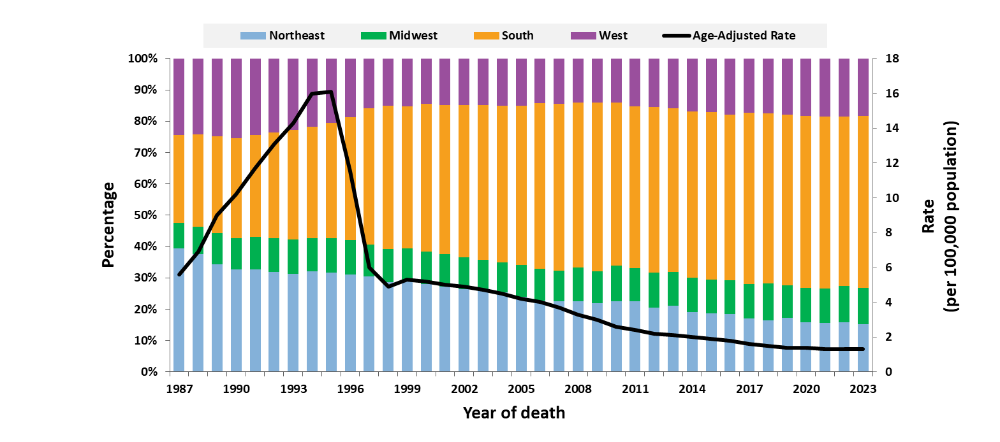 Northeast Midwest South West Age-Adjusted Rate
100% 18
90% 16
80% 14
70% 12
60% 10
50% 8
40% 6
30% 4
20% 2
10% 0
0%
Percentage
Rate
(per 100,000 population)
1987 1990 1993 1996 1999 2002 2005 2008 2011 2014 2017 2020 2023
Year of death